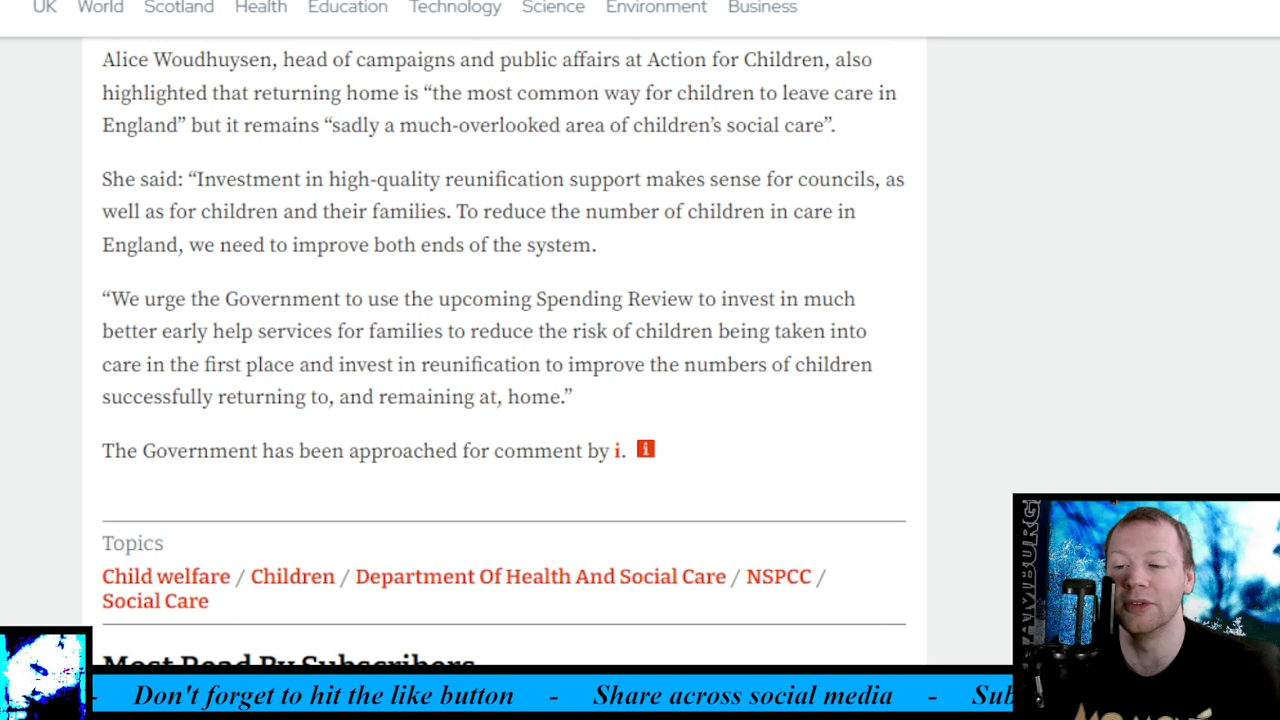 UK World Scotland Health Education Technology Science Environment Business
Alice Woudhuysen, head of campaigns and public affairs at Action for Children, also
highlighted that returning home is “the most common way for children to leave care in
England” but it remains “sadly a much-overlooked area of children’s social care”.
She said: “Investment in high-quality reunification support makes sense for councils, as
well as for children and their families. To reduce the number of children in care in
England, we need to improve both ends of the system.
“We urge the Government to use the upcoming Spending Review to invest in much
better early help services for families to reduce the risk of children being taken into
care in the first place and invest in reunification to improve the numbers of children
successfully returning to, and remaining at, home.”
The Government has been approached for comment by i. i
Topics
Child welfare / Children / Department Of Health And Social Care / NSPCC /
Social Care
Most Read By Subscribers
- Don't forget to hit the like button - Share across social media - Sub